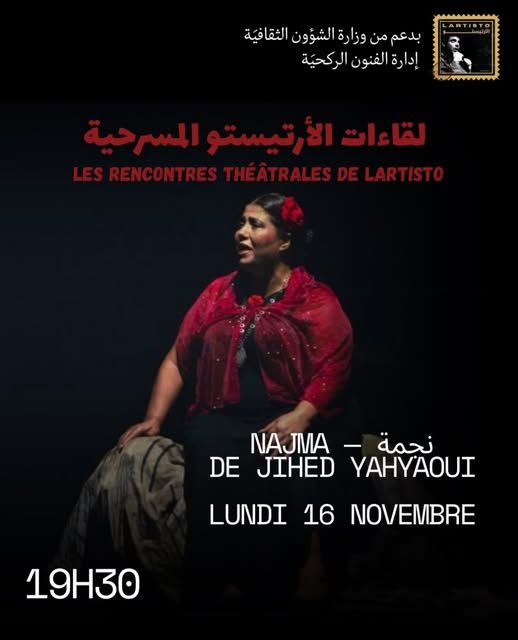 بدعم من وزارة الشؤون الثقافيّة
إدارة الفنون الركحيّة
LARTISTO
لقاءات الأرتيستو المسرحية
LES RENCONTRES THÉÂTRALES DE LARTISTO
NAJMA — نجمة
DE JIHED YAHYAOUI
LUNDI 16 NOVEMBRE
19H30